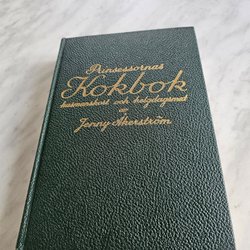 Prinsessornas
Kokbok
husmanskost och helgdagsmat
av
Jenny Åkerström